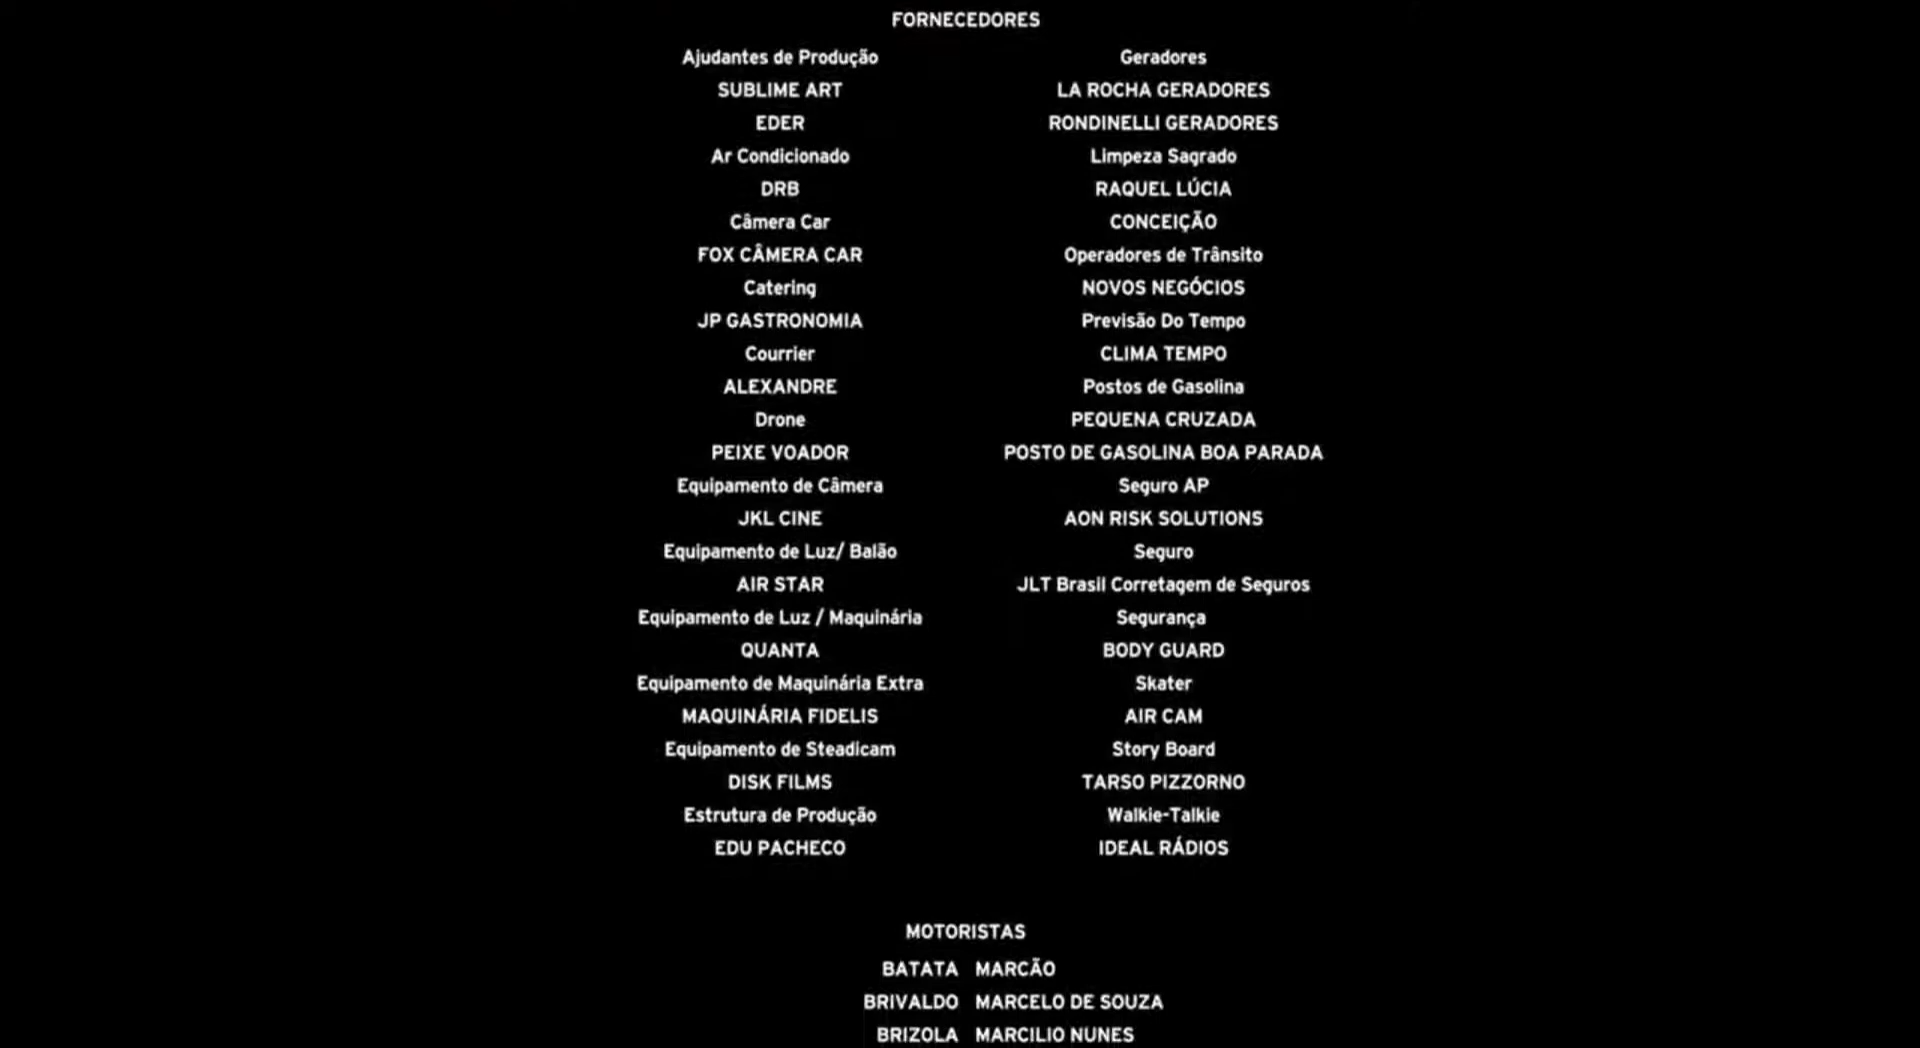 FORNECEDORES
Ajudantes de Produção
SUBLIME ART
EDER
Ar Condicionado
DRB
Câmera Car
FOX CÂMERA CAR
Catering
JP GASTRONOMIA
Courrier
ALEXANDRE
Drone
PEIXE VOADOR
Equipamento de Câmera
JKL CINE
Equipamento de Luz/ Balão
AIR STAR
Equipamento de Luz / Maquinária
QUANTA
Equipamento de Maquinária Extra
MAQUINÁRIA FIDELIS
Equipamento de Steadicam
DISK FILMS
Estrutura de Produção
EDU PACHECO
Geradores
LA ROCHA GERADORES
RONDINELLI GERADORES
Limpeza Sagrado
RAQUEL LÚCIA
CONCEIÇÃO
Operadores de Trânsito
NOVOS NEGÓCIOS
Previsão Do Tempo
CLIMA TEMPO
Postos de Gasolina
PEQUENA CRUZADA
POSTO DE GASOLINA BOA PARADA
Seguro AP
AON RISK SOLUTIONS
Seguro
JLT Brasil Corretagem de Seguros
Segurança
BODY GUARD
Skater
AIR CAM
Story Board
TARSO PIZZORNO
Walkie-Talkie
IDEAL RÁDIOS
MOTORISTAS
BATATA MARCÃO
BRIVALDO MARCELO DE SOUZA
BRIZOLA MARCILIO NUNES